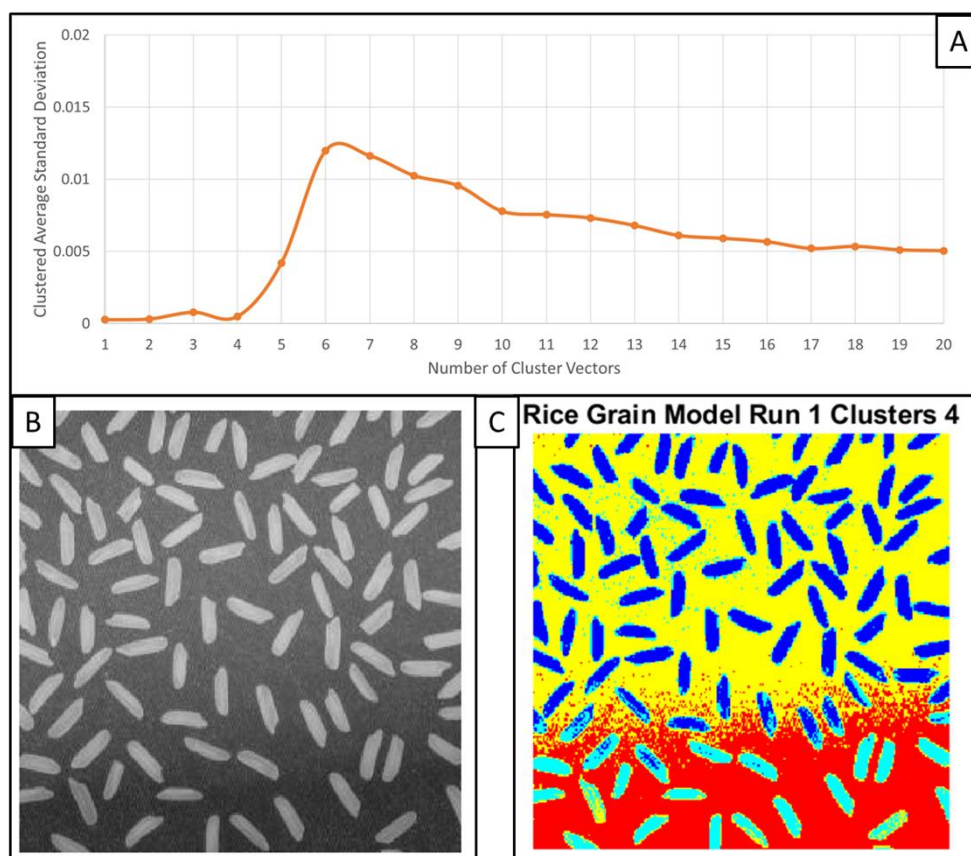 A
Clustered Average Standard Deviation
0.02
0.015
0.01
0.005
0
1 2 3 4 5 6 7 8 9 10 11 12 13 14 15 16 17 18 19 20
Number of Cluster Vectors
B
C
Rice Grain Model Run 1 Clusters 4